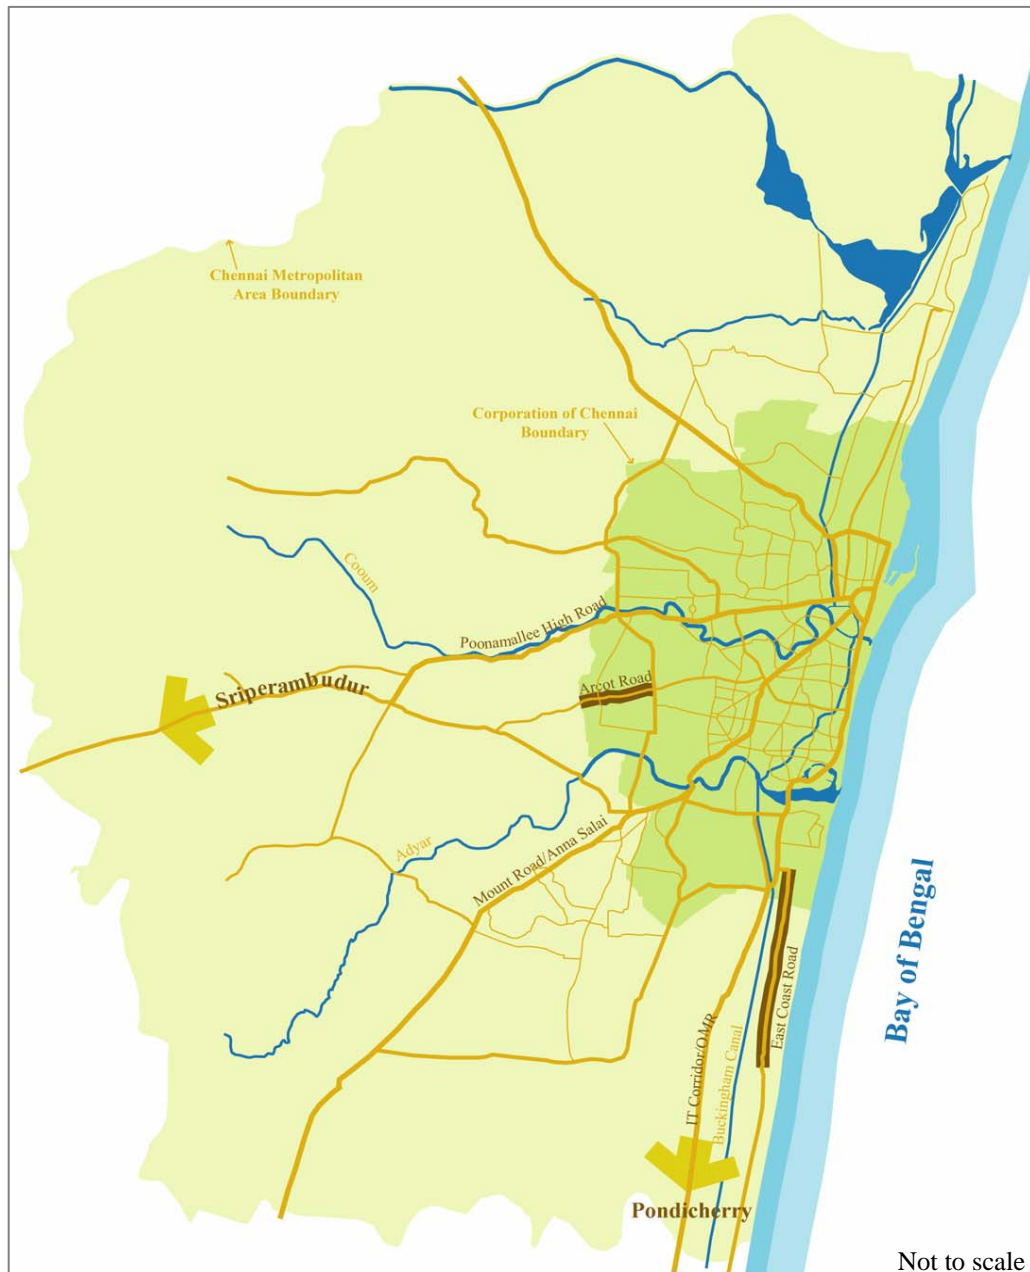 Chennai Metropolitan
Area Boundary
Corporation of Chennai
Boundary
Cooum
Poonamallee High Road
Sriperambudur
Arcot Road
Adyar
Mount Road/Anna Salai
Bay of Bengal
East Coast Road
IT Corridor/OMR
Buckingham Canal
Pondicherry
Not to scale